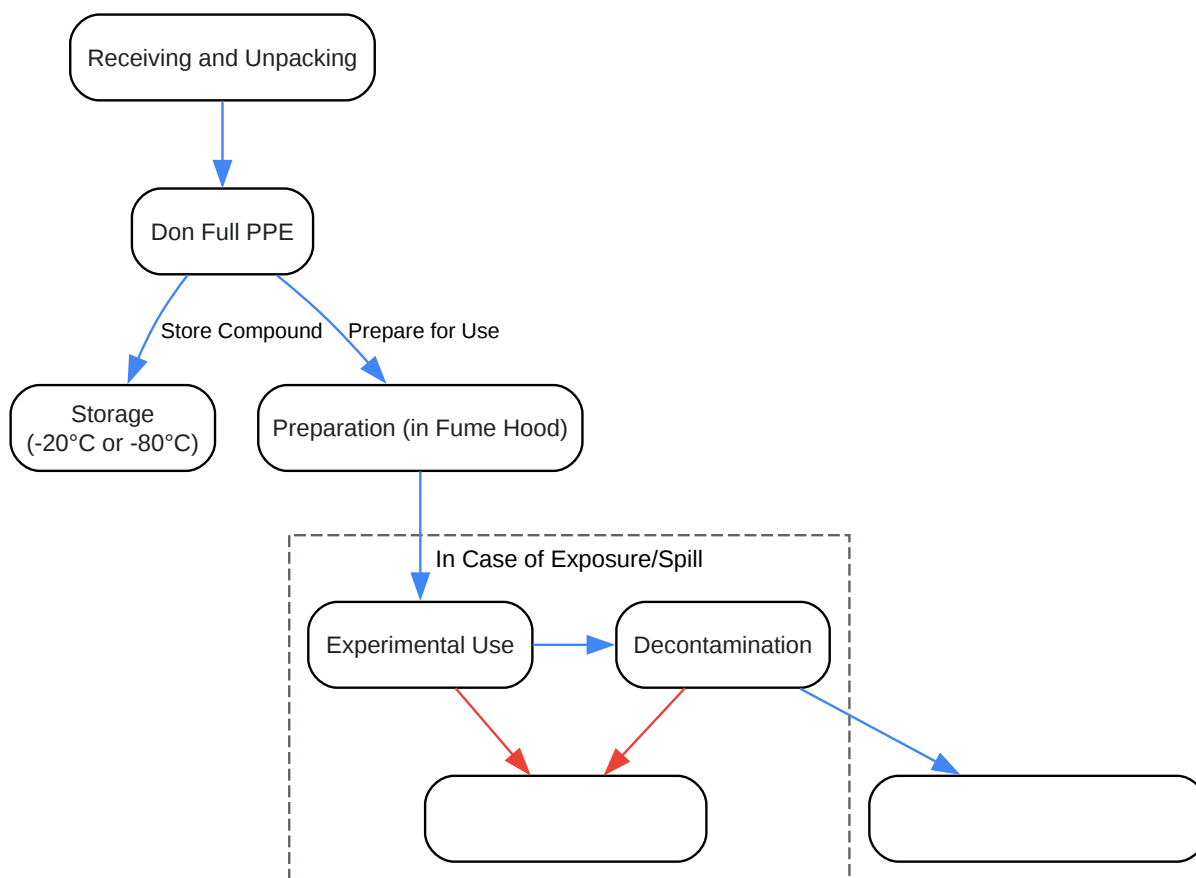 Receiving and Unpacking
Don Full PPE
Store Compound
Prepare for Use
Storage
(-20°C or -80°C)
Preparation (in Fume Hood)
In Case of Exposure/Spill
Experimental Use
Decontamination